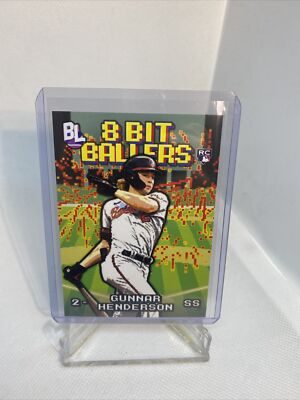 BL
8 BIT
BALLERS
RC
2
GUNNAR
HENDERSON
SS